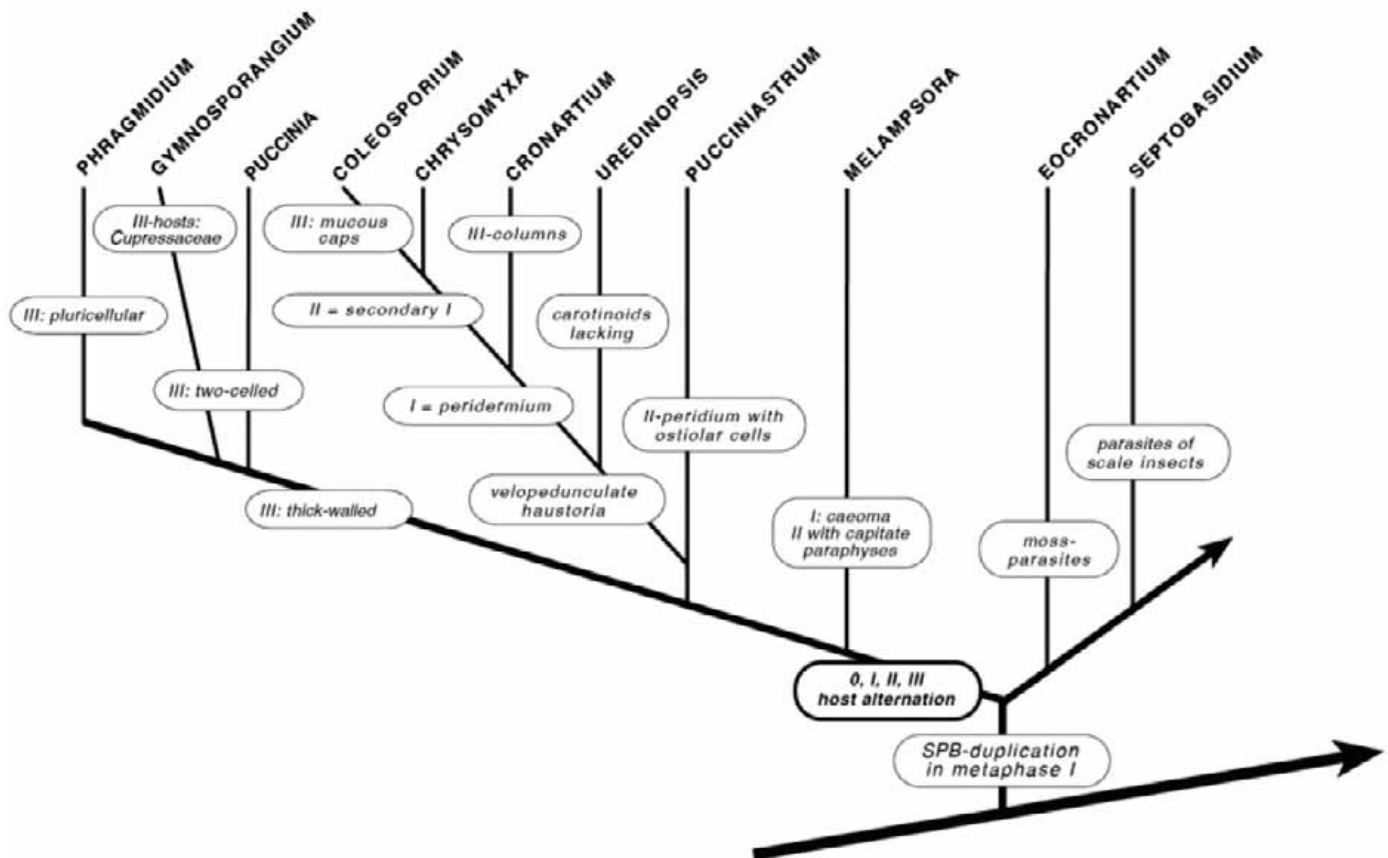 PHRAGMIDIUM
GYMNOSPORANGIUM
PUCCINIA
COLEOSPORIUM
CHRYSOMYXA
CRONARTIUM
UREDINOPSIS
PUCCINIASTRUM
MELAMPSORA
EOCRONARTIUM
SEPTOBASIDIUM
III-hosts:
Cupressaceae
III: mucous
caps
III-columns
III: pluricellular
II = secondary I
carotinoids
lacking
III: two-celled
I = peridermium
II-peridium with
ostiolar cells
parasites of
scale insects
III: thick-walled
velopedunculate
haustoria
I: caeoma
II with capitate
paraphyses
moss-
parasites
0, I, II, III
host alternation
SPB-duplication
in metaphase I